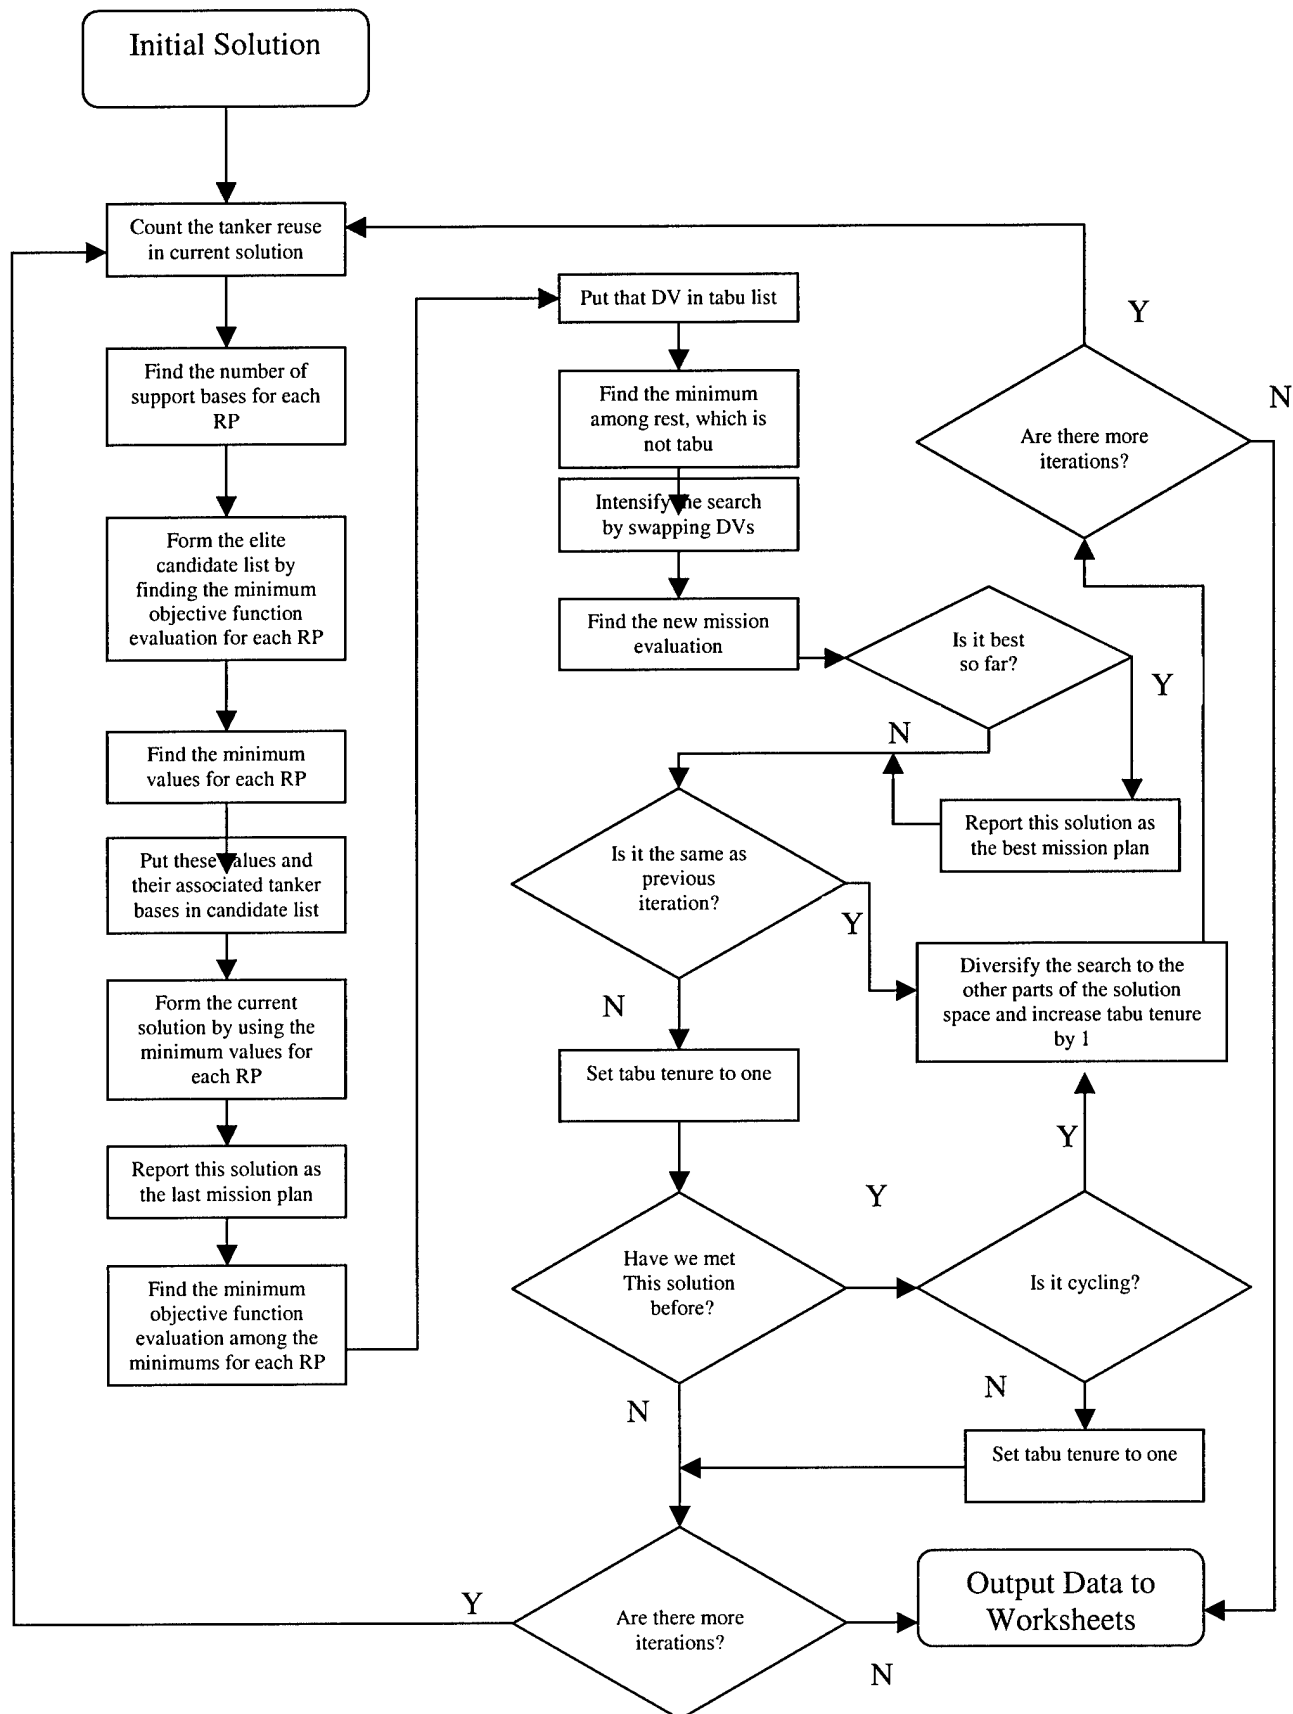 Initial Solution
Count the tanker reuse
in current solution
Find the number of
support bases for each
RP
Form the elite
candidate list by
finding the minimum
objective function
evaluation for each RP
Find the minimum
values for each RP
Put these values and
their associated tanker
bases in candidate list
Form the current
solution by using the
minimum values for
each RP
Report this solution as
the last mission plan
Find the minimum
objective function
evaluation among the
minimums for each RP
Put that DV in tabu list
Find the minimum
among rest, which is
not tabu
Intensify the search
by swapping DVs
Find the new mission
evaluation
Is it best
so far?
Y
N
Report this solution as
the best mission plan
Is it the same as
previous
iteration?
Y
N
Diversify the search to the
other parts of the solution
space and increase tabu tenure
by 1
Set tabu tenure to one
Have we met
This solution
before?
Y
N
Is it cycling?
Y
N
Set tabu tenure to one
Are there more
iterations?
Y
N
Are there more
iterations?
Y
N
Output Data to
Worksheets